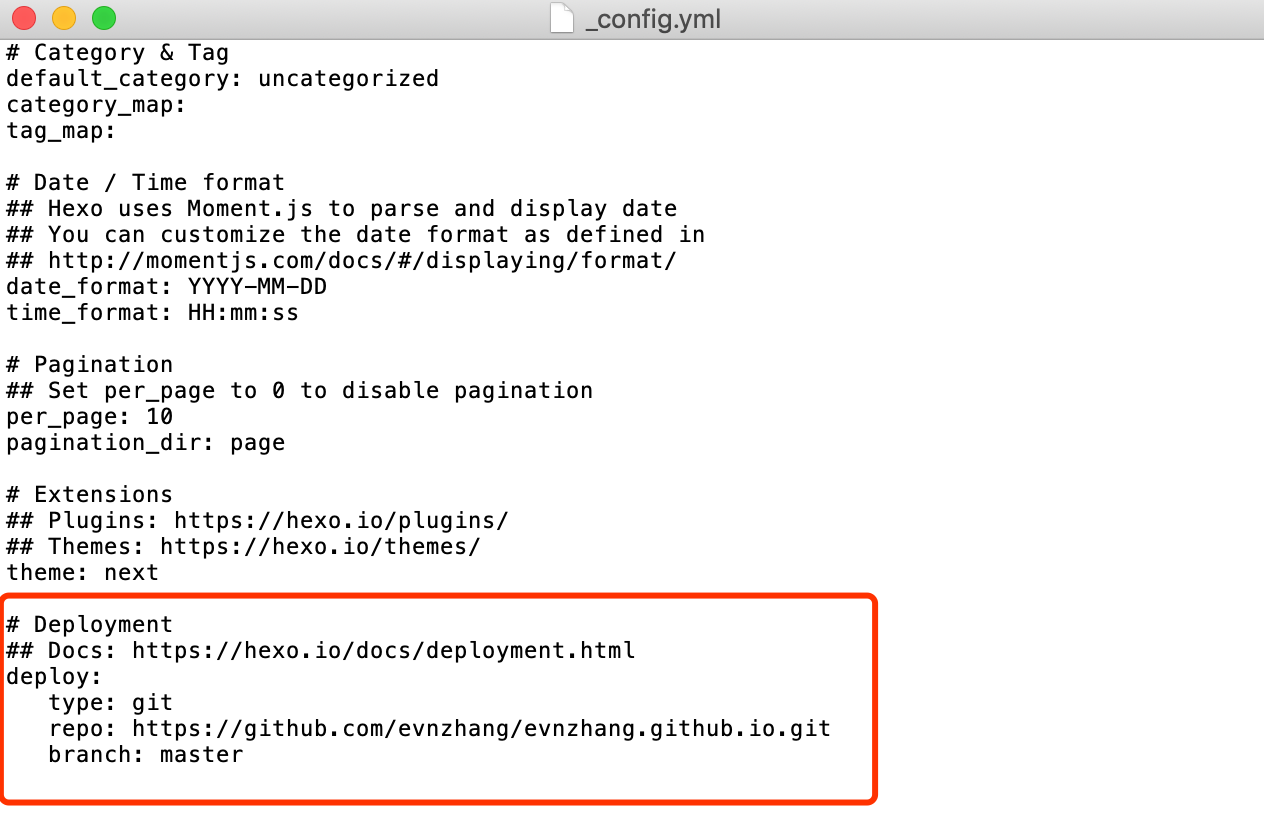 _config.yml
# Category & Tag
default_category: uncategorized
category_map:
tag_map:
# Date / Time format
## Hexo uses Moment.js to parse and display date
## You can customize the date format as defined in
## http://momentjs.com/docs/#/displaying/format/
date_format: YYYY-MM-DD
time_format: HH:mm:ss
# Pagination
## Set per_page to 0 to disable pagination
per_page: 10
pagination_dir: page
# Extensions
## Plugins: https://hexo.io/plugins/
## Themes: https://hexo.io/themes/
theme: next
# Deployment
## Docs: https://hexo.io/docs/deployment.html
deploy:
   type: git
   repo: https://github.com/evnzhang/evnzhang.github.io.git
   branch: master